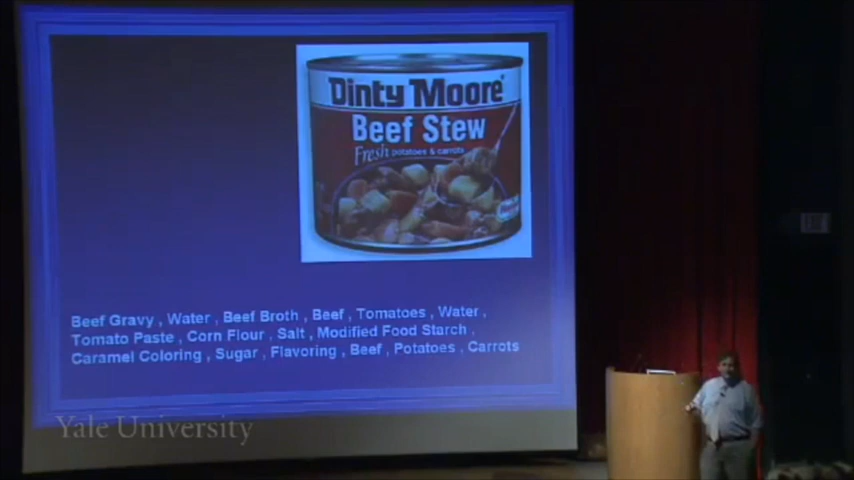 Dinty Moore
Beef Stew
Fresh potatoes & carrots
Beef Gravy , Water , Beef Broth , Beef , Tomatoes , Water ,
Tomato Paste , Corn Flour , Salt , Modified Food Starch ,
Caramel Coloring , Sugar , Flavoring , Beef , Potatoes , Carrots
Yale University